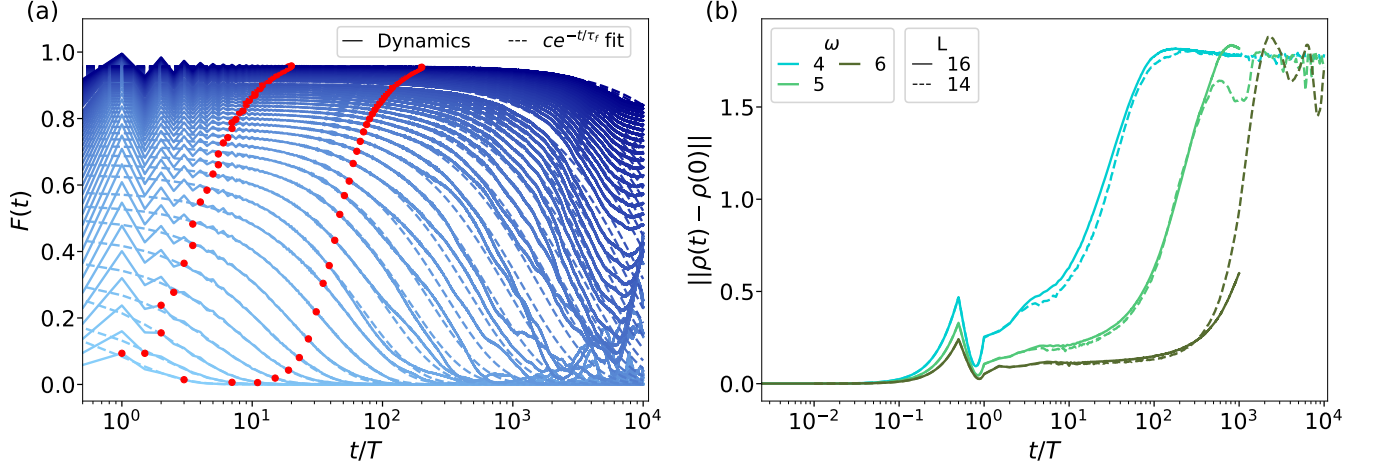 (a)
Dynamics
ce^{-t/τ_f} fit
1.0
0.8
0.6
0.4
0.2
0.0
F(t)
10^0 10^1 10^2 10^3 10^4
t/T
(b)
ω
4 6
5
L
16
14
1.5
1.0
0.5
0.0
||ρ(t) − ρ(0)||
10^{-2} 10^{-1} 10^0 10^1 10^2 10^3 10^4
t/T